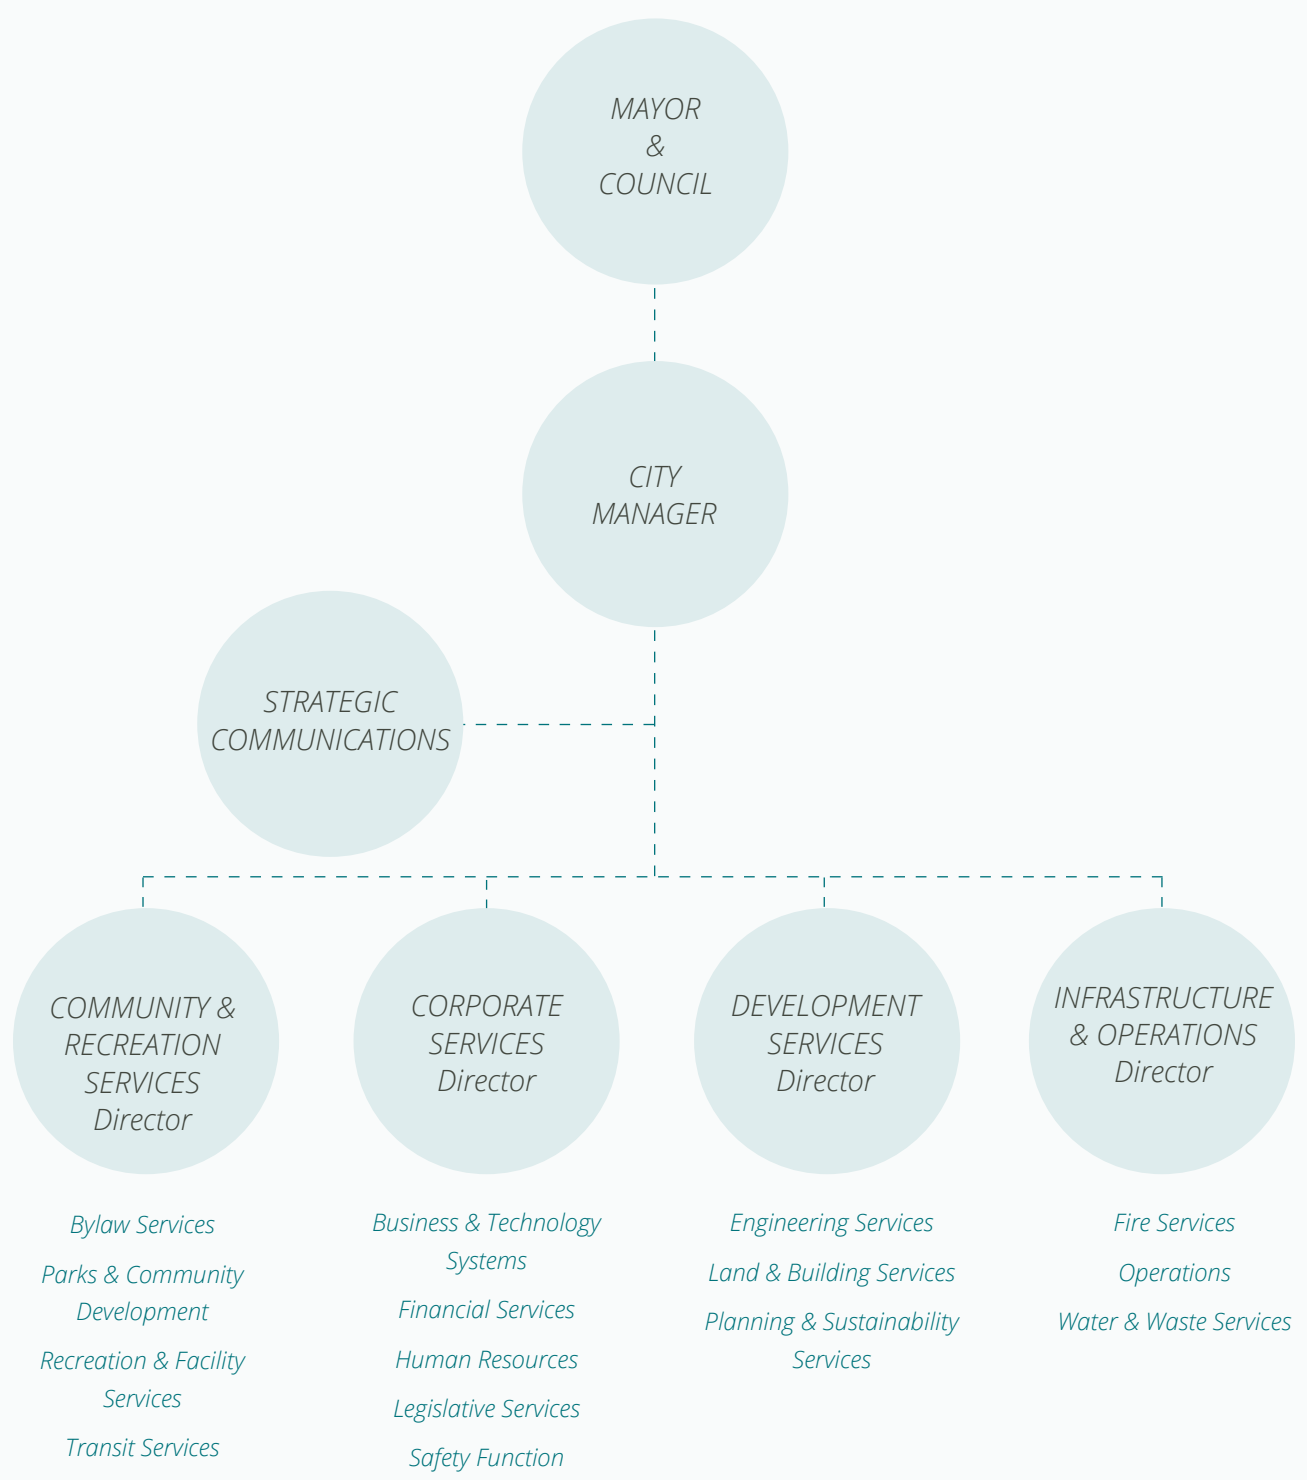 MAYOR
&
COUNCIL
CITY
MANAGER
STRATEGIC
COMMUNICATIONS
COMMUNITY &
RECREATION
SERVICES
Director
CORPORATE
SERVICES
Director
DEVELOPMENT
SERVICES
Director
INFRASTRUCTURE
& OPERATIONS
Director
Bylaw Services
Parks & Community
Development
Recreation & Facility
Services
Transit Services
Business & Technology
Systems
Financial Services
Human Resources
Legislative Services
Safety Function
Engineering Services
Land & Building Services
Planning & Sustainability
Services
Fire Services
Operations
Water & Waste Services